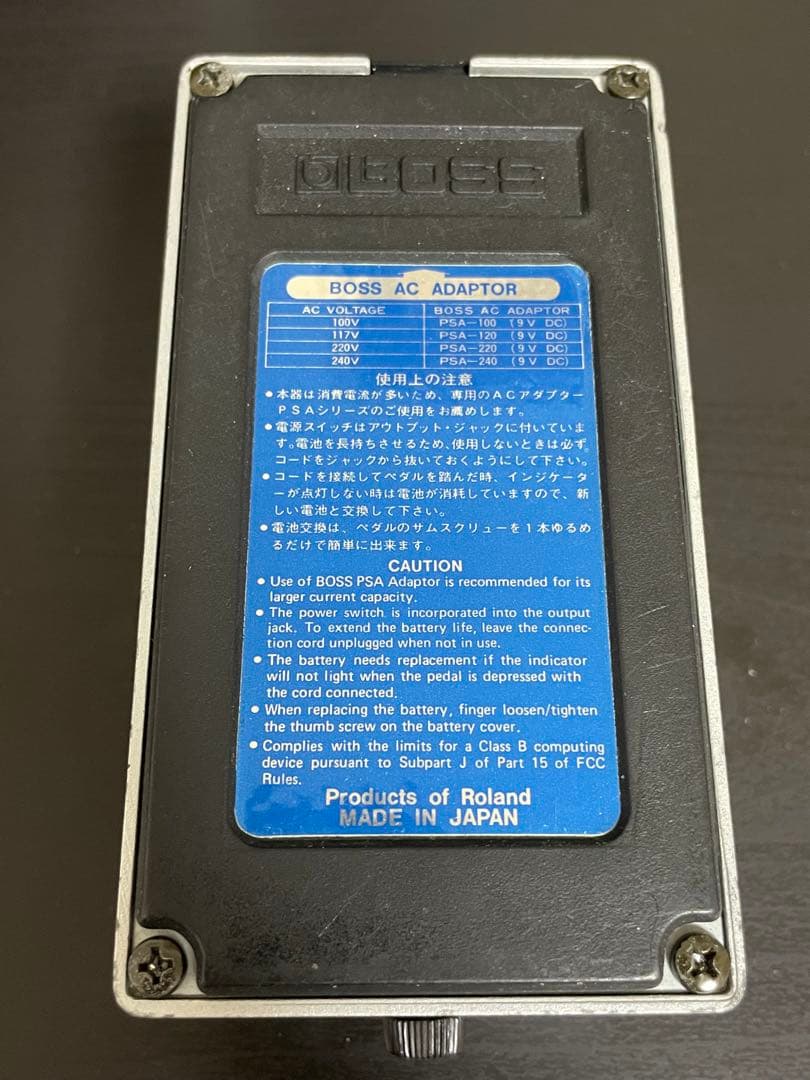 BOSS
BOSS AC ADAPTOR
AC VOLTAGE BOSS AC ADAPTOR
100V PSA-100 (9V DC)
117V PSA-120 (9V DC)
220V PSA-220 (9V DC)
240V PSA-240 (9V DC)
使用上の注意
●本器は消費電流が多いため、専用のACアダプター
PSAシリーズのご使用をお薦めします。
●電源スイッチはアウトプット・ジャックに付いていま
す。電池を長持ちさせるため、使用しないときは必ず
コードをジャックから抜いておくようにして下さい。
●コードを接続してペダルを踏んだ時、インジケータ
ーが点灯しない時は電池が消耗していますので、新
しい電池と交換して下さい。
●電池交換は、ペダルのサムスクリューを1本ゆるめ
るだけで簡単に出来ます。
CAUTION
● Use of BOSS PSA Adaptor is recommended for its
larger current capacity.
● The power switch is incorporated into the output
jack. To extend the battery life, leave the connec-
tion cord unplugged when not in use.
● The battery needs replacement if the indicator
will not light when the pedal is depressed with
the cord connected.
● When replacing the battery, finger loosen/tighten
the thumb screw on the battery cover.
● Complies with the limits for a Class B computing
device pursuant to Subpart J of Part 15 of FCC
Rules.
Products of Roland
MADE IN JAPAN